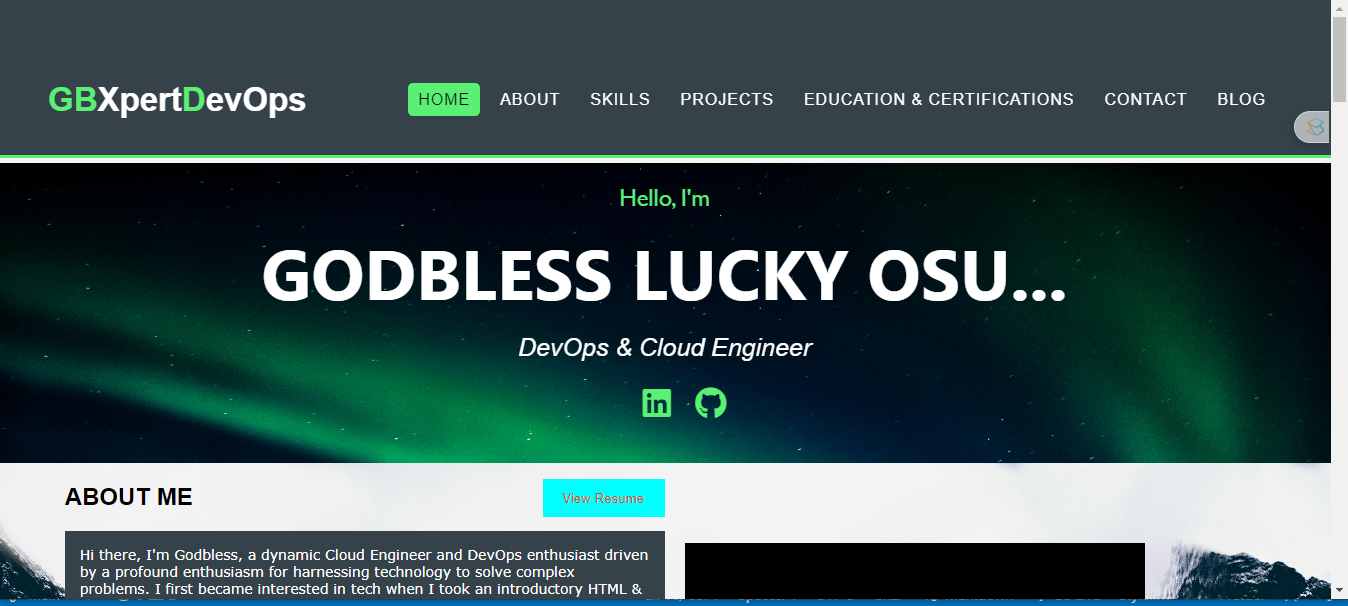 GBXpertDevOps
HOME ABOUT SKILLS PROJECTS EDUCATION & CERTIFICATIONS CONTACT BLOG
Hello, I'm
GODBLESS LUCKY OSU...
DevOps & Cloud Engineer
in
ABOUT ME
View Resume
Hi there, I'm Godbless, a dynamic Cloud Engineer and DevOps enthusiast driven
by a profound enthusiasm for harnessing technology to solve complex
problems. I first became interested in tech when I took an introductory HTML &